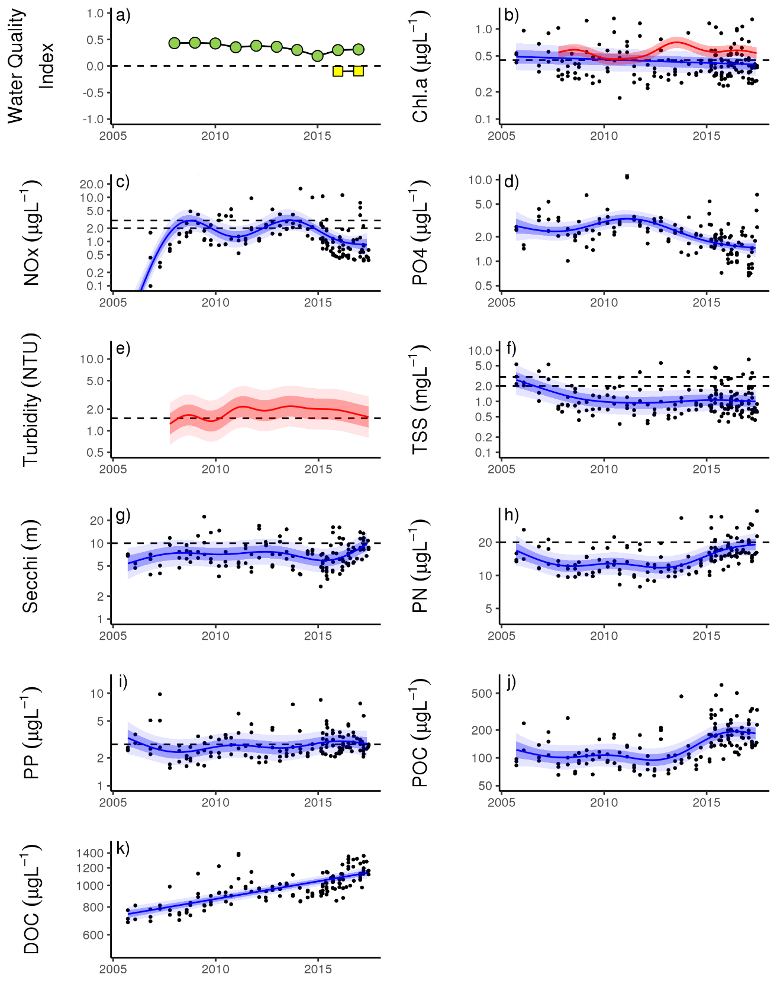 a)
Water Quality
Index
1.0
0.5
0.0
-0.5
-1.0
2005 2010 2015
b)
Chl.a (µgL⁻¹)
1.0
0.5
0.2
0.1
2005 2010 2015
c)
NOx (µgL⁻¹)
20.0
10.0
5.0
2.0
1.0
0.5
0.2
0.1
2005 2010 2015
d)
PO4 (µgL⁻¹)
10.0
5.0
2.0
1.0
0.5
2005 2010 2015
e)
Turbidity (NTU)
10.0
5.0
2.0
1.0
0.5
2005 2010 2015
f)
TSS (mgL⁻¹)
10.0
5.0
2.0
1.0
0.5
0.2
0.1
2005 2010 2015
g)
Secchi (m)
20
10
5
2
1
2005 2010 2015
h)
PN (µgL⁻¹)
20
10
5
2005 2010 2015
i)
PP (µgL⁻¹)
10
5
2
1
2005 2010 2015
j)
POC (µgL⁻¹)
500
200
100
50
2005 2010 2015
k)
DOC (µgL⁻¹)
1400
1200
1000
800
600
2005 2010 2015